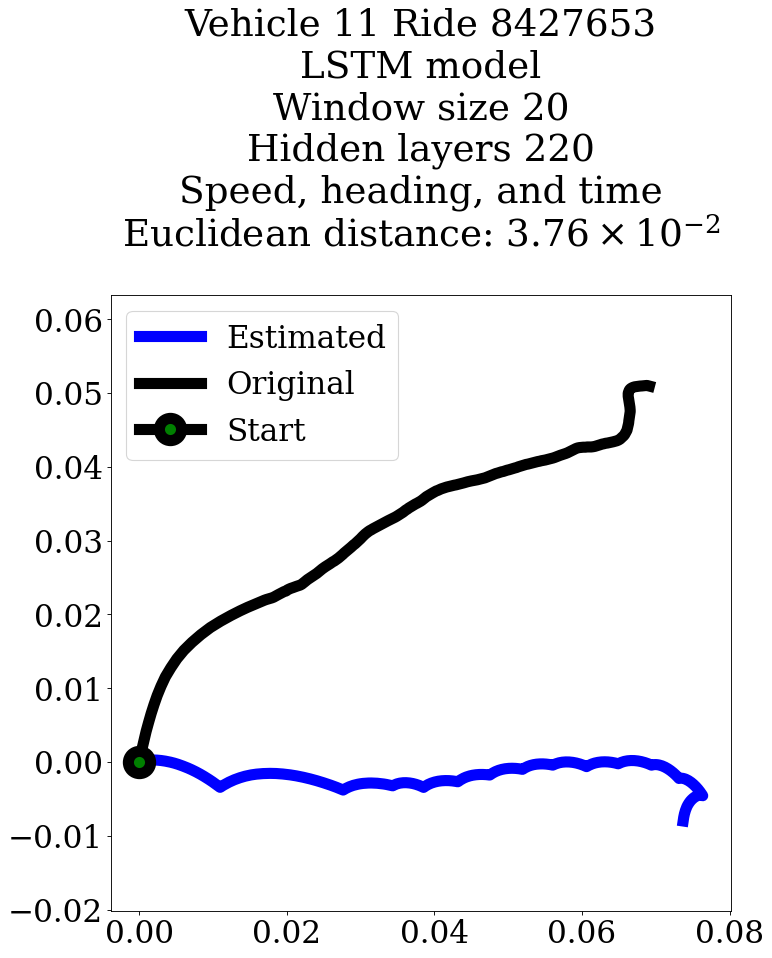 Vehicle 11 Ride 8427653
LSTM model
Window size 20
Hidden layers 220
Speed, heading, and time
Euclidean distance: 3.76 × 10⁻²
Estimated
Original
Start
0.06
0.05
0.04
0.03
0.02
0.01
0.00
−0.01
−0.02
0.00 0.02 0.04 0.06 0.08